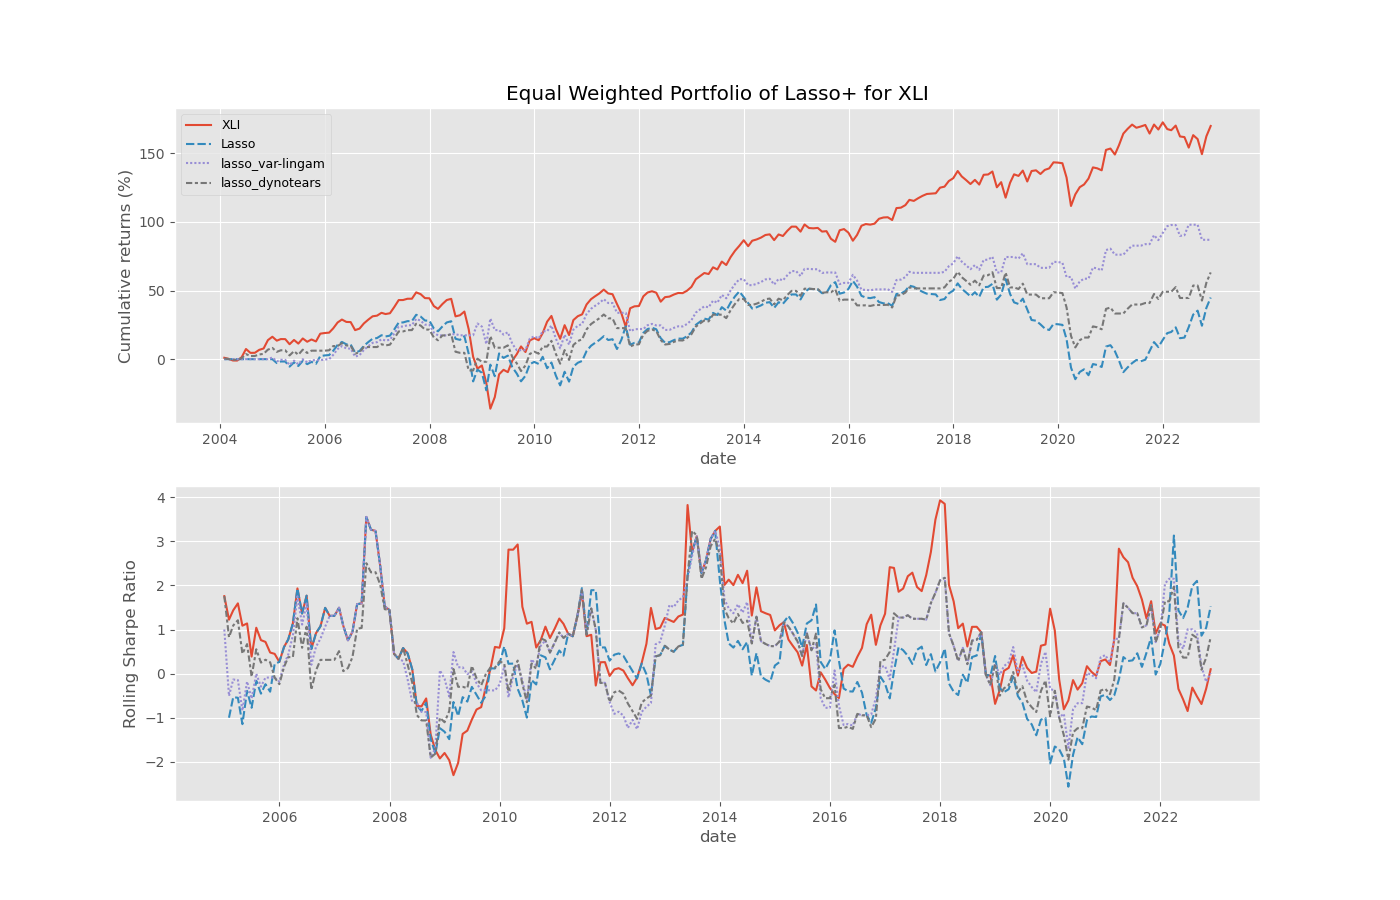 Equal Weighted Portfolio of Lasso+ for XLI
XLI
Lasso
lasso_var-lingam
lasso_dynotears
Cumulative returns (%)
150
100
50
0
2004 2006 2008 2010 2012 2014 2016 2018 2020 2022
date
Rolling Sharpe Ratio
4
3
2
1
0
−1
−2
2006 2008 2010 2012 2014 2016 2018 2020 2022
date